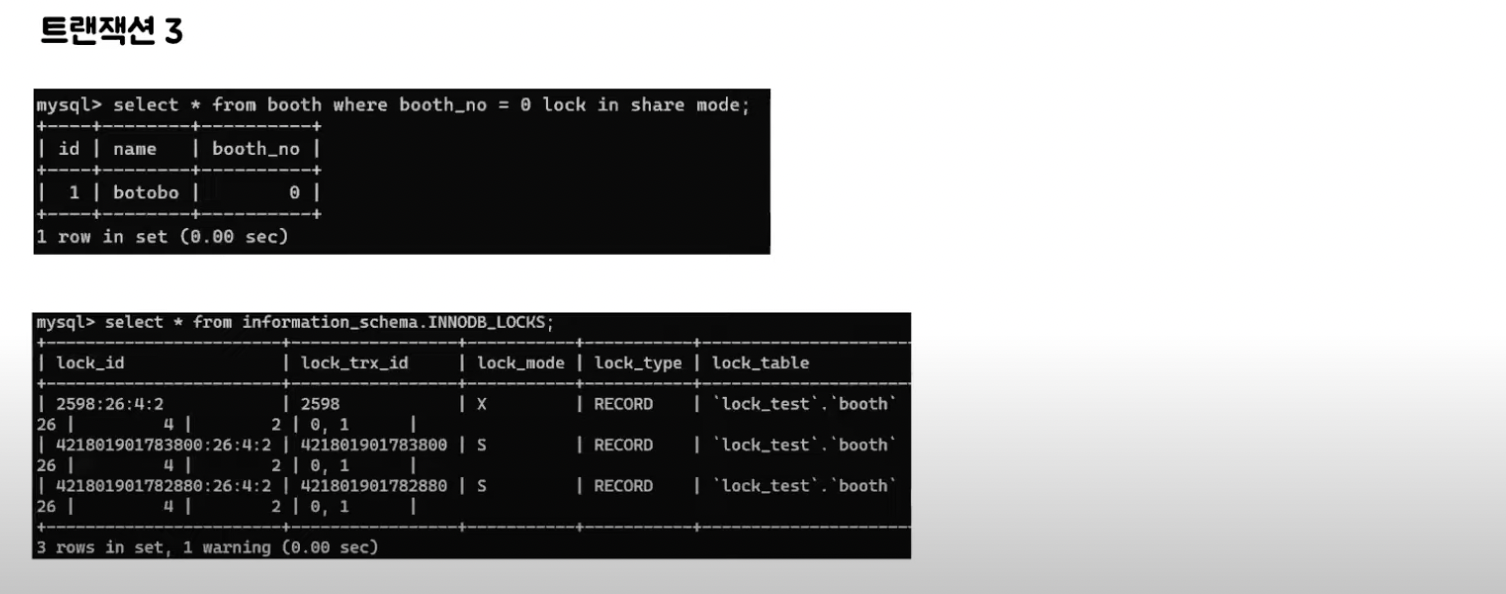 트랜잭션 3
mysql> select * from booth where booth_no = 0 lock in share mode;
+----+--------+----------+
| id | name   | booth_no |
+----+--------+----------+
|  1 | botobo |        0 |
+----+--------+----------+
1 row in set (0.00 sec)
mysql> select * from information_schema.INNODB_LOCKS;
+------------------------+-----------------+-----------+-----------+---------------------
| lock_id                | lock_trx_id     | lock_mode | lock_type | lock_table
+------------------------+-----------------+-----------+-----------+---------------------
| 2598:26:4:2            | 2598            | X         | RECORD    | `lock_test`.`booth`
26 |         4 |        2 | 0, 1      |
| 421801901783800:26:4:2 | 421801901783800 | S         | RECORD    | `lock_test`.`booth`
26 |         4 |        2 | 0, 1      |
| 421801901782880:26:4:2 | 421801901782880 | S         | RECORD    | `lock_test`.`booth`
26 |         4 |        2 | 0, 1      |
+------------------------+-----------------+-----------+-----------+---------------------
3 rows in set, 1 warning (0.00 sec)